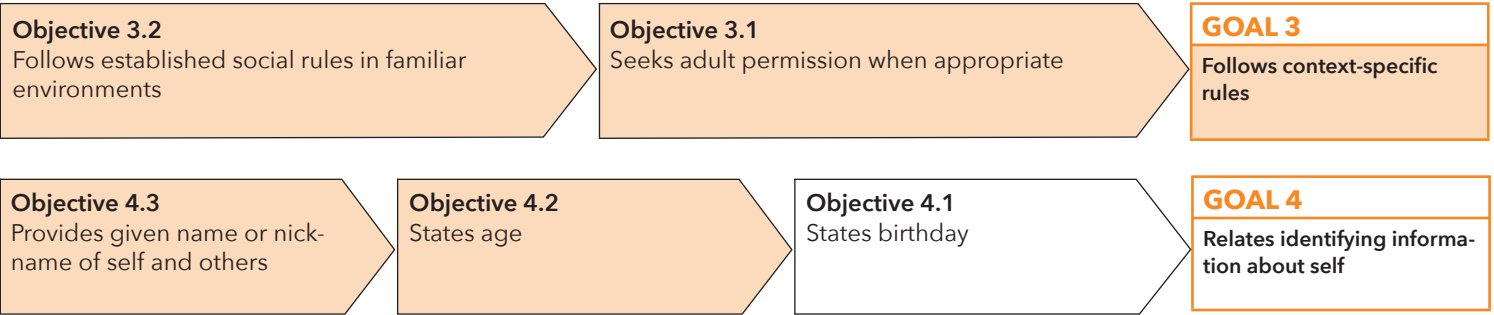 Objective 3.2
Follows established social rules in familiar
environments
Objective 3.1
Seeks adult permission when appropriate
GOAL 3
Follows context-specific
rules
Objective 4.3
Provides given name or nick-
name of self and others
Objective 4.2
States age
Objective 4.1
States birthday
GOAL 4
Relates identifying informa-
tion about self